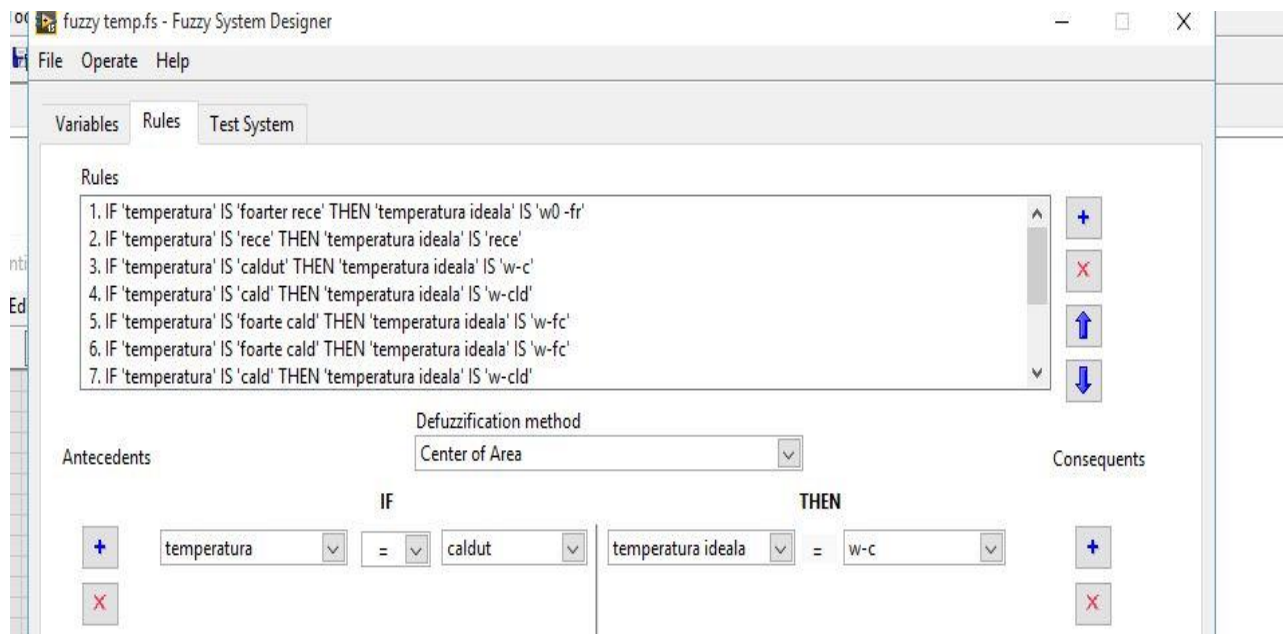 fuzzy temp.fs - Fuzzy System Designer
File Operate Help
Variables Rules Test System
Rules
1. IF 'temperatura' IS 'foarter rece' THEN 'temperatura ideala' IS 'w0 -fr'
2. IF 'temperatura' IS 'rece' THEN 'temperatura ideala' IS 'rece'
3. IF 'temperatura' IS 'caldut' THEN 'temperatura ideala' IS 'w-c'
4. IF 'temperatura' IS 'cald' THEN 'temperatura ideala' IS 'w-cld'
5. IF 'temperatura' IS 'foarte cald' THEN 'temperatura ideala' IS 'w-fc'
6. IF 'temperatura' IS 'foarte cald' THEN 'temperatura ideala' IS 'w-fc'
7. IF 'temperatura' IS 'cald' THEN 'temperatura ideala' IS 'w-cld'
Defuzzification method
Center of Area
Antecedents
Consequents
IF THEN
temperatura = caldut temperatura ideala = w-c